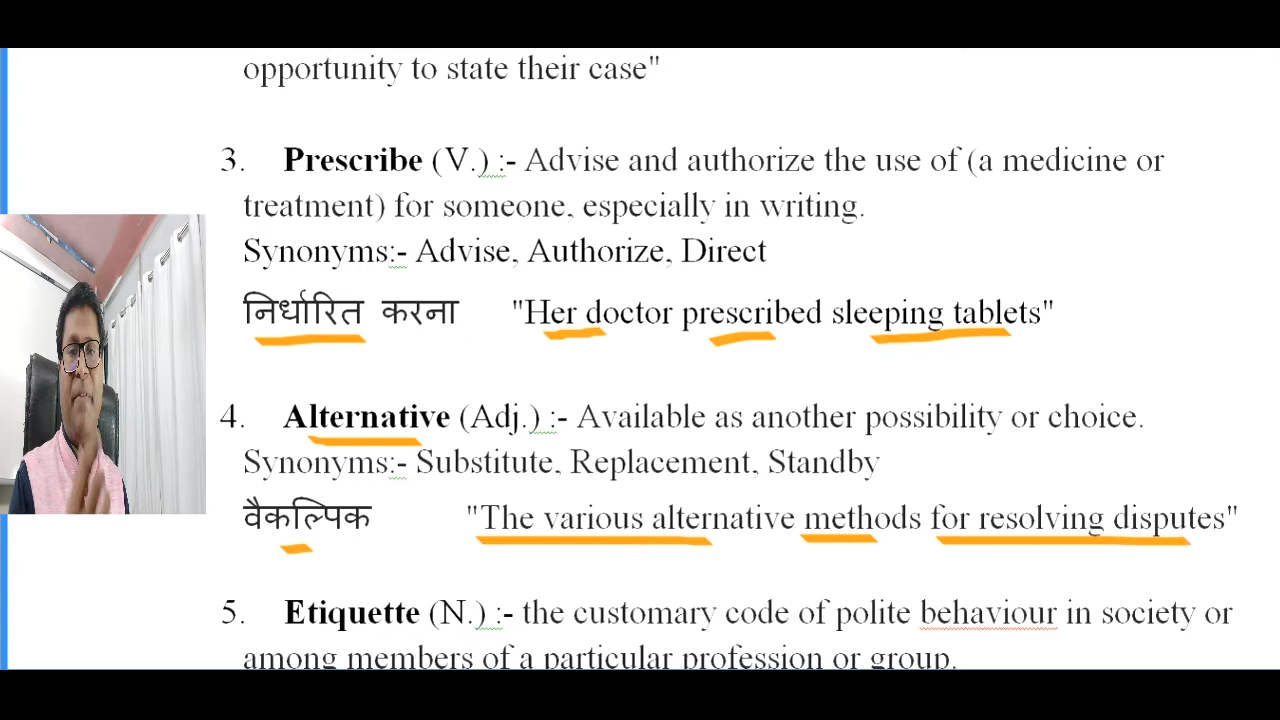 opportunity to state their case"
3. Prescribe (V.) :- Advise and authorize the use of (a medicine or
treatment) for someone, especially in writing.
Synonyms:- Advise, Authorize, Direct
निर्धारित करना "Her doctor prescribed sleeping tablets"
4. Alternative (Adj.) :- Available as another possibility or choice.
Synonyms:- Substitute, Replacement, Standby
वैकल्पिक "The various alternative methods for resolving disputes"
5. Etiquette (N.) :- the customary code of polite behaviour in society or
among members of a particular profession or group.